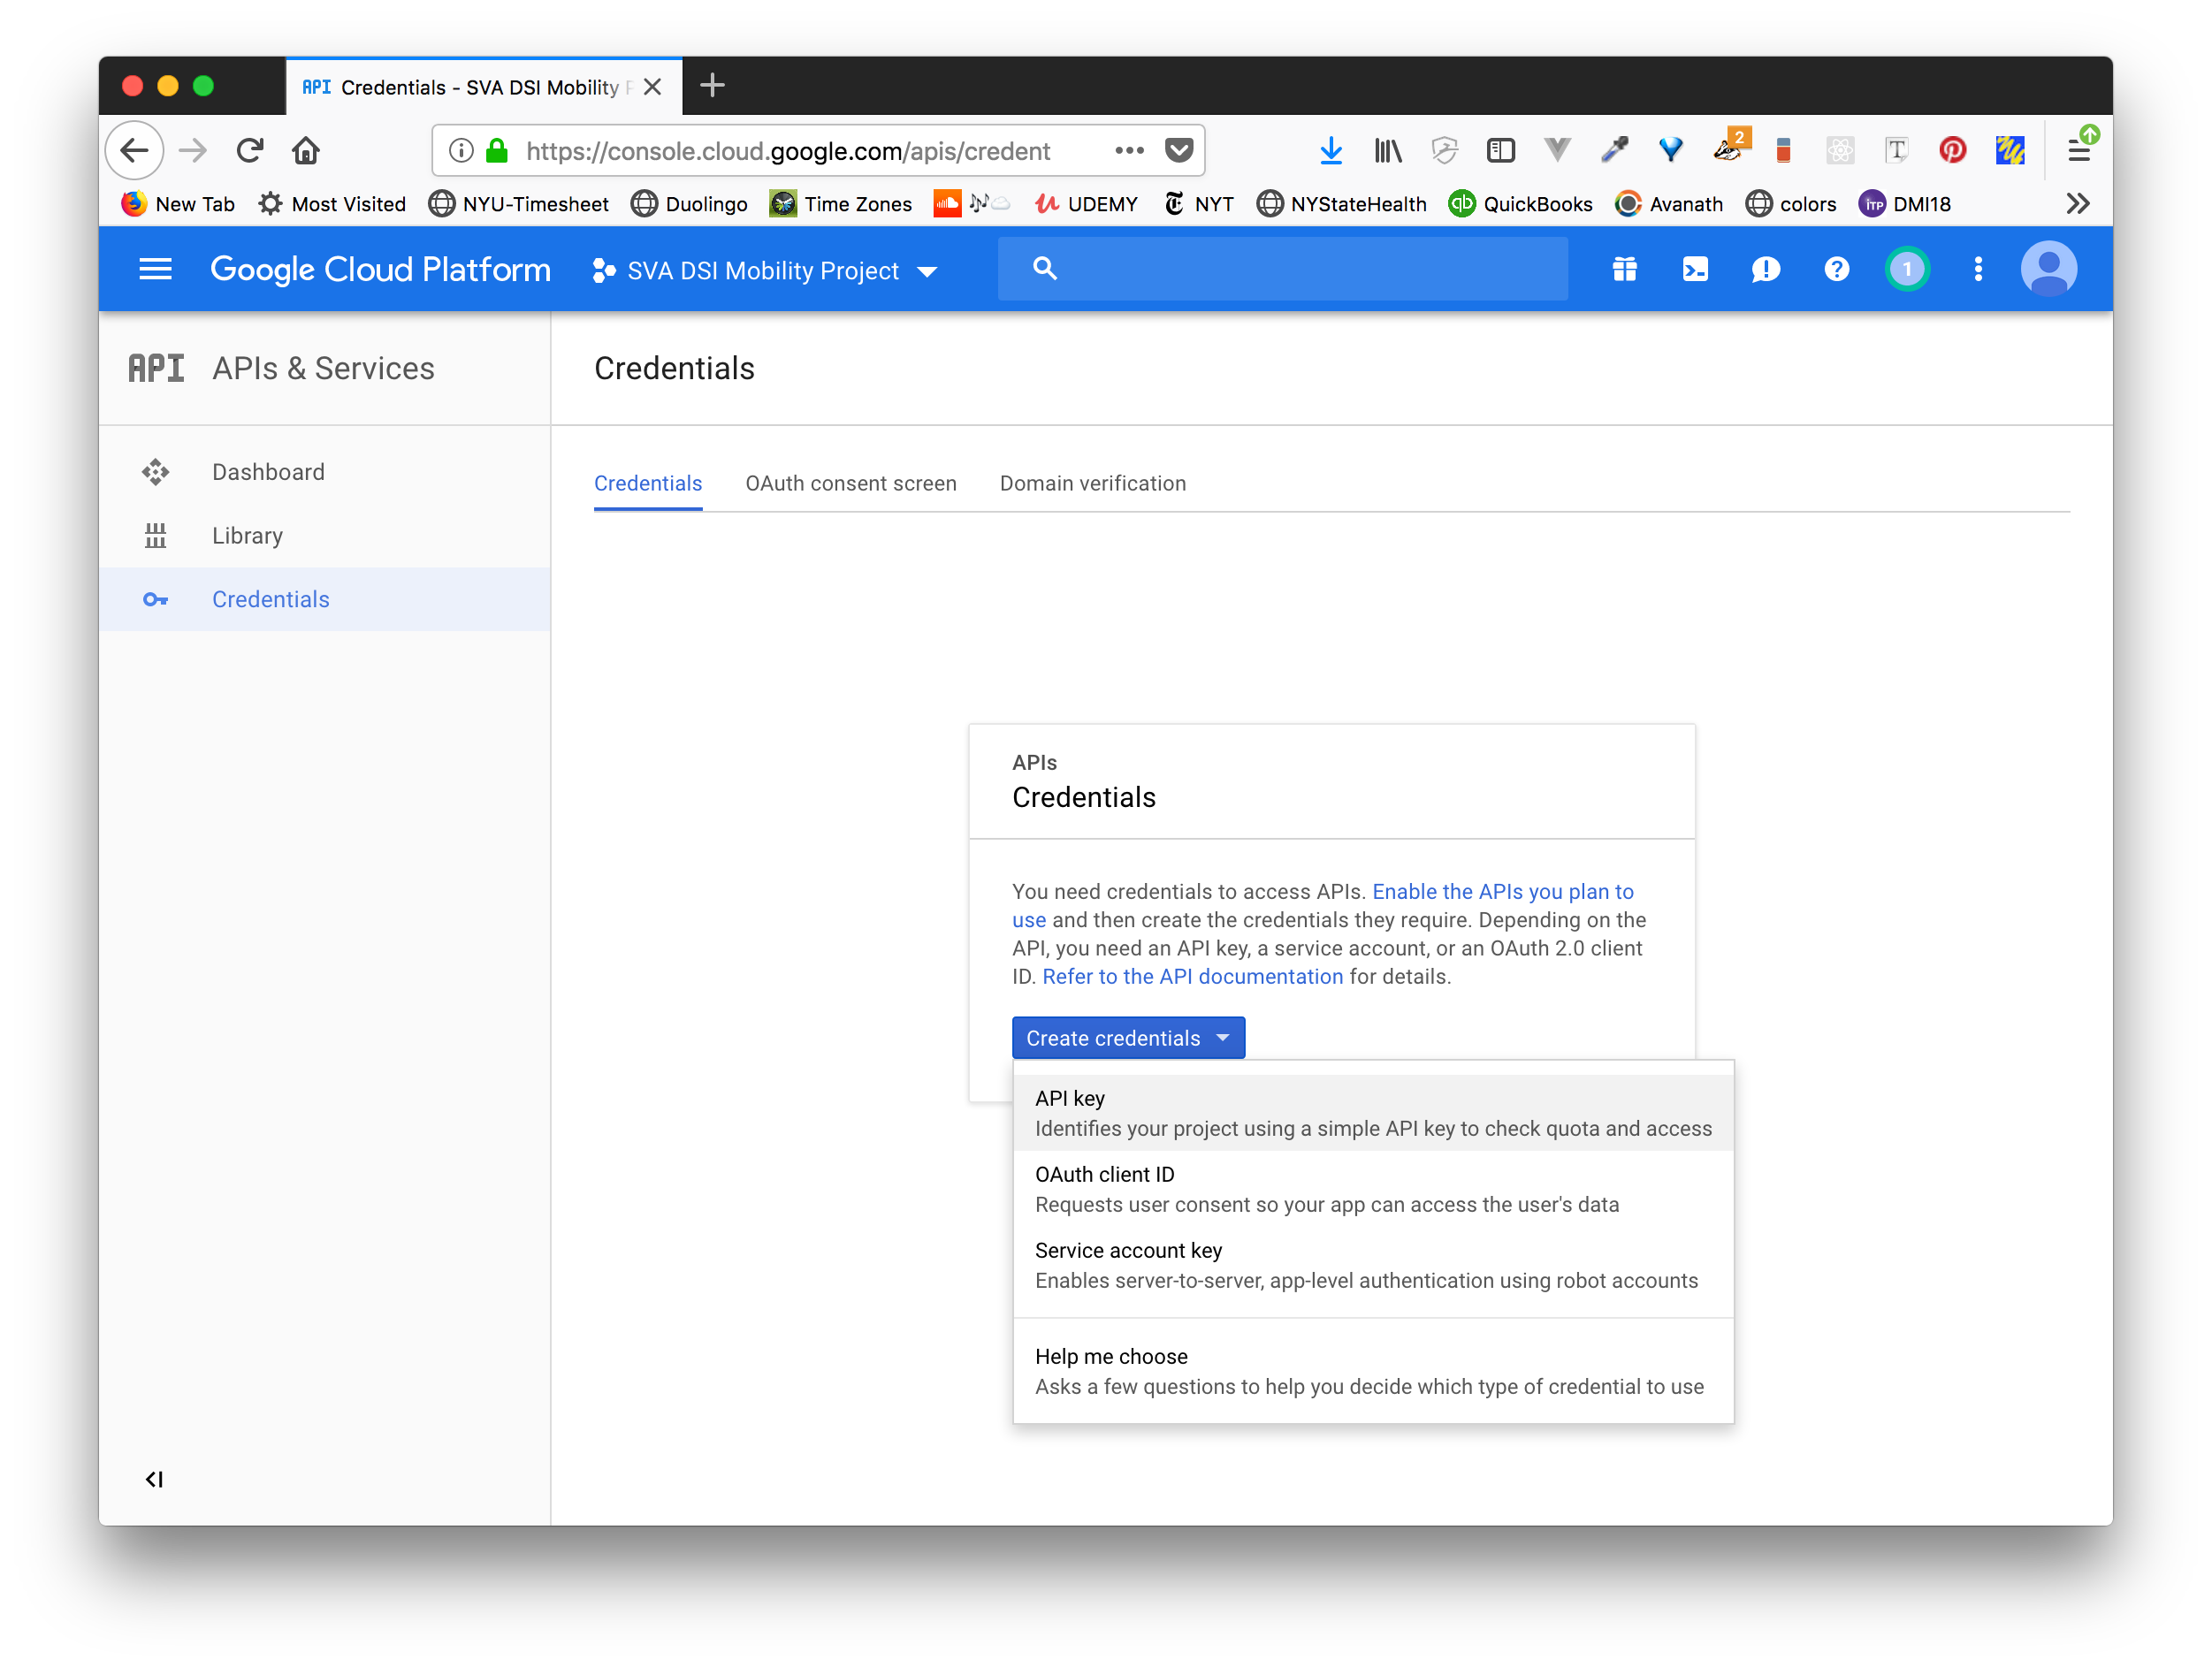 API Credentials - SVA DSI Mobility P
https://console.cloud.google.com/apis/credent
2
New Tab Most Visited NYU-Timesheet Duolingo Time Zones UDEMY NYT NYStateHealth qb QuickBooks Avanath colors iTP DMI18
Google Cloud Platform SVA DSI Mobility Project 1
API APIs & Services
Credentials
Dashboard
Library
Credentials
Credentials OAuth consent screen Domain verification
APIs
Credentials
You need credentials to access APIs. Enable the APIs you plan to
use and then create the credentials they require. Depending on the
API, you need an API key, a service account, or an OAuth 2.0 client
ID. Refer to the API documentation for details.
Create credentials
API key
Identifies your project using a simple API key to check quota and access
OAuth client ID
Requests user consent so your app can access the user's data
Service account key
Enables server-to-server, app-level authentication using robot accounts
Help me choose
Asks a few questions to help you decide which type of credential to use